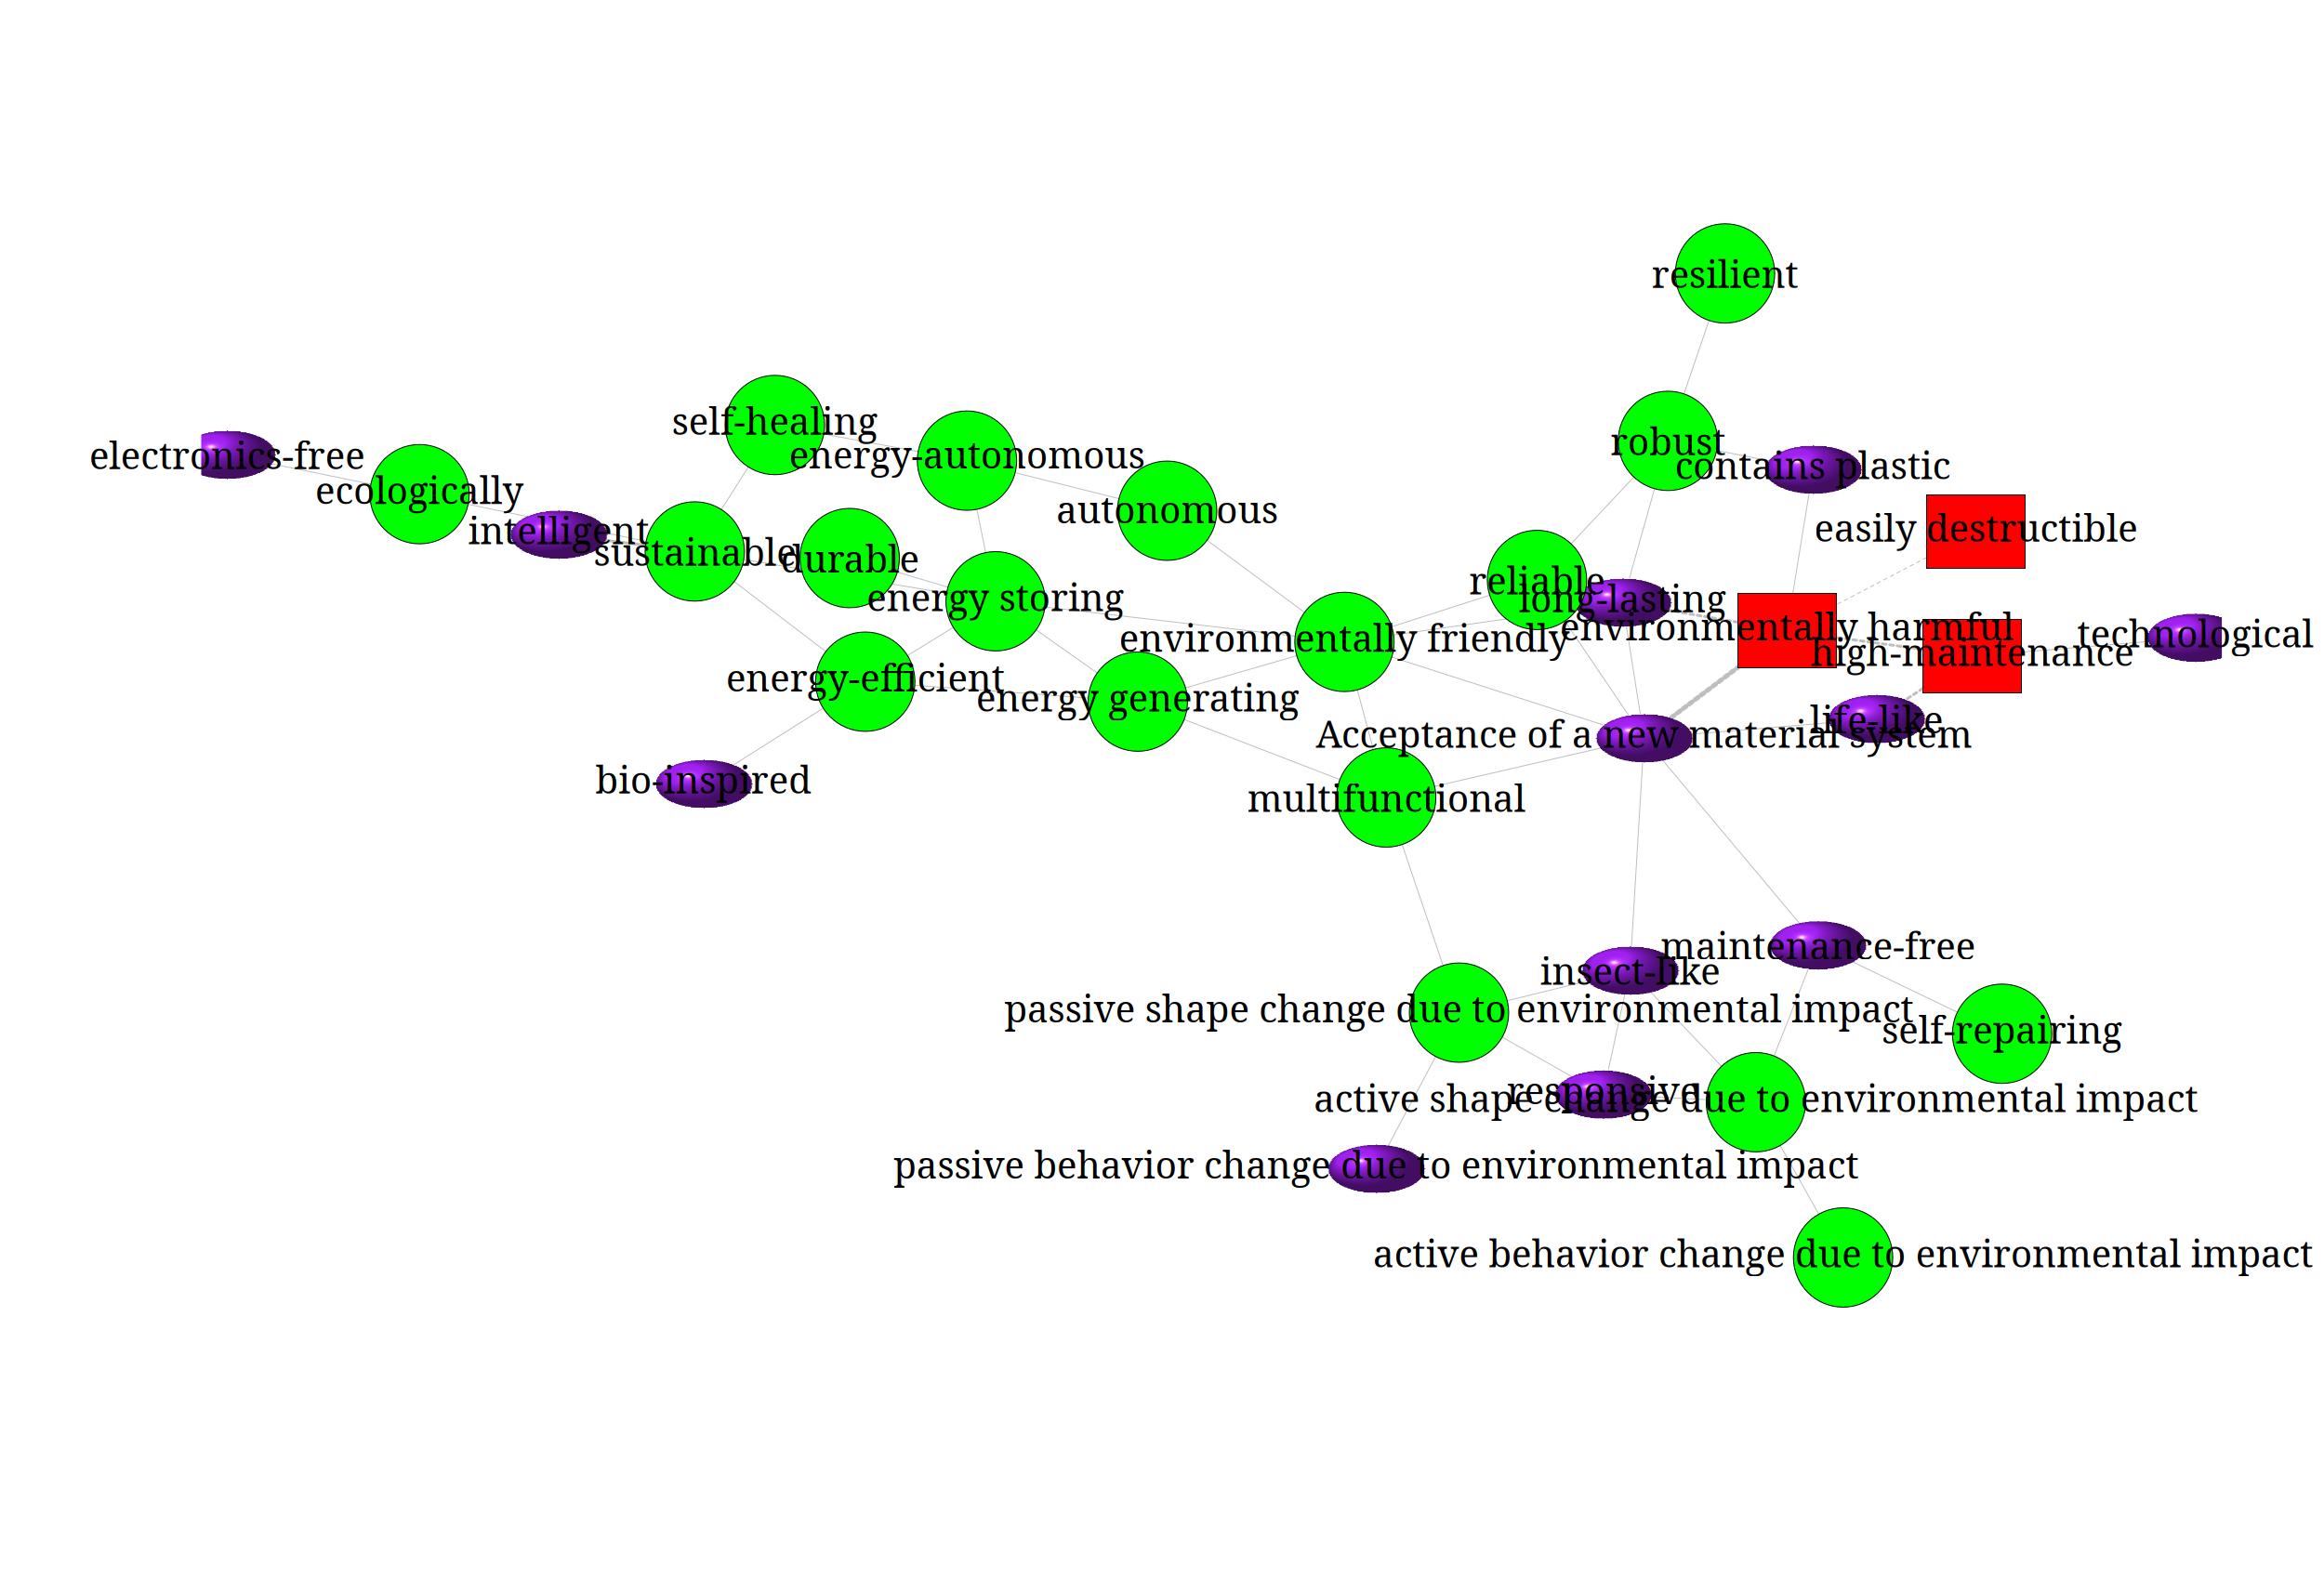 resilient
self-healing
robust
electronics-free
energy-autonomous
contains plastic
ecologically
autonomous
intelligent
easily destructible
sustainable
durable
reliable
energy storing
long-lasting
environmentally friendly
environmentally harmful
technological
high-maintenance
energy-efficient
energy generating
life-like
Acceptance of a new material system
bio-inspired
multifunctional
maintenance-free
insect-like
passive shape change due to environmental impact
self-repairing
responsive
active shape change due to environmental impact
passive behavior change due to environmental impact
active behavior change due to environmental impact